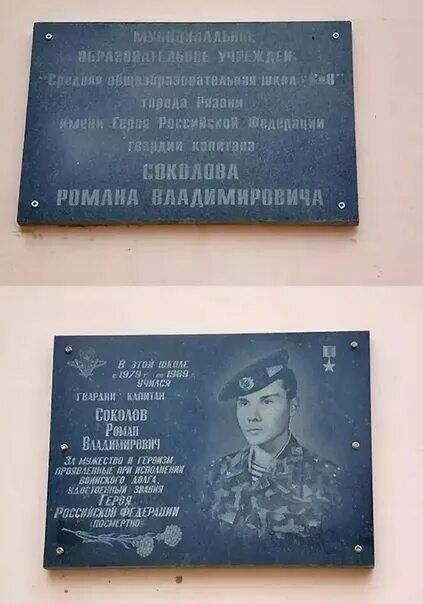 МУНИЦИПАЛЬНОЕ
ОБРАЗОВАТЕЛЬНОЕ УЧРЕЖДЕН
"Средняя общеобразовательная школ №8"
города Рязани
имени Героя Российской Федерации
гвардии капитана
СОКОЛОВА
РОМАНА ВЛАДИМИРОВИЧА
В ЭТОЙ ШКОЛЕ
с 1979 г. по 1989 г.
УЧИЛСЯ
ГВАРДИИ КАПИТАН
СОКОЛОВ
РОМАН
ВЛАДИМИРОВИЧ
ЗА МУЖЕСТВО И ГЕРОИЗМ
ПРОЯВЛЕННЫЕ ПРИ ИСПОЛНЕНИИ
ВОИНСКОГО ДОЛГА,
УДОСТОЕННЫЙ ЗВАНИЯ
ГЕРОЯ
РОССИЙСКОЙ ФЕДЕРАЦИИ
(ПОСМЕРТНО)